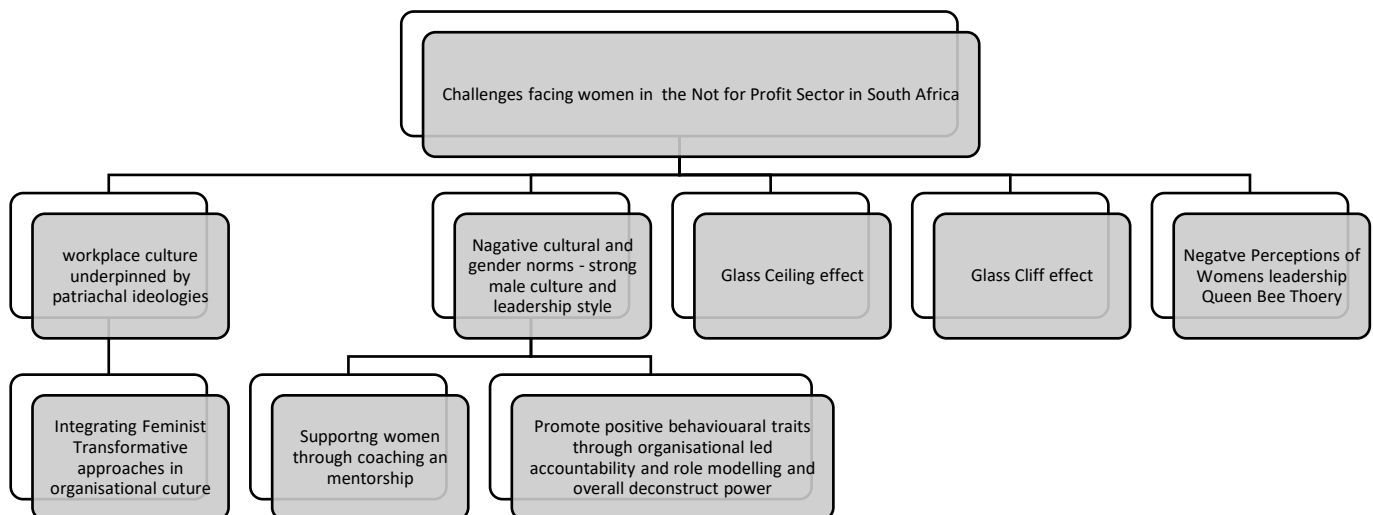 Challenges facing women in the Not for Profit Sector in South Africa
workplace culture
underpinned by
patriachal ideologies
Nagative cultural and
gender norms - strong
male culture and
leadership style
Glass Ceiling effect
Glass Cliff effect
Negatve Perceptions of
Womens leadership
Queen Bee Thoery
Integrating Feminist
Transformative
approaches in
organisational cuture
Supportng women
through coaching an
mentorship
Promote positive behaviouaral traits
through organisational led
accountability and role modelling and
overall deconstruct power